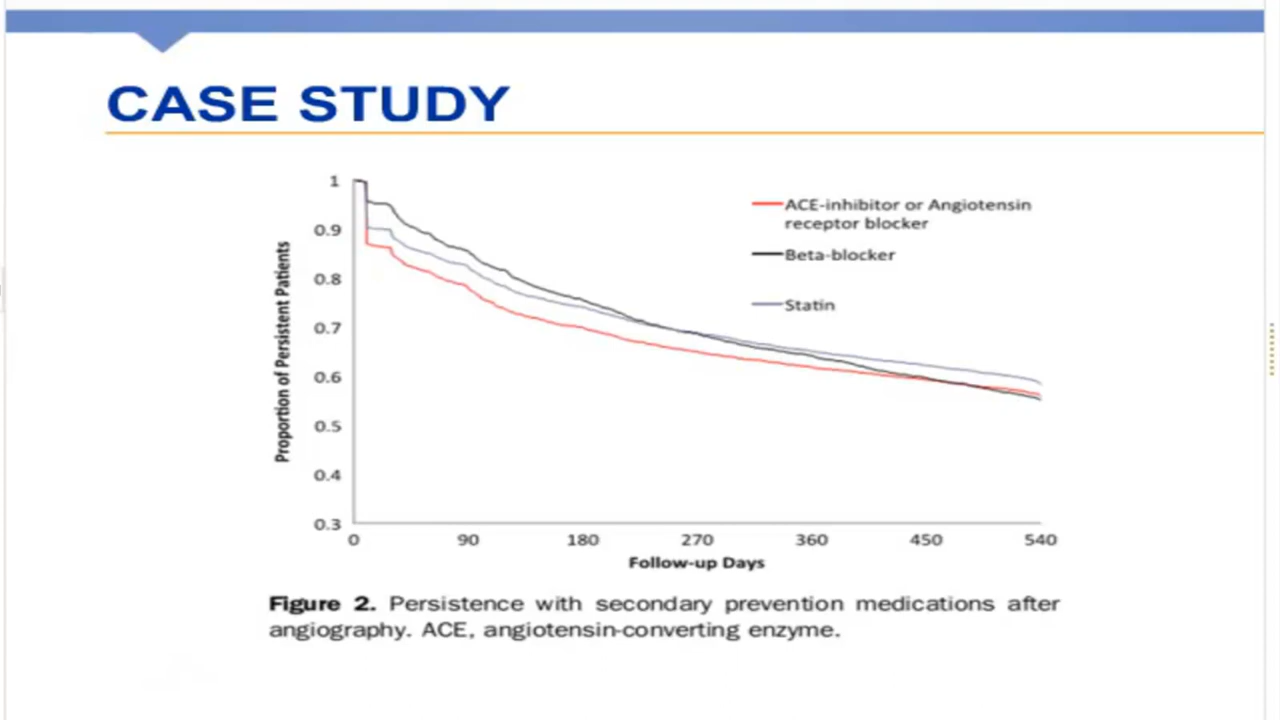 CASE STUDY
1
0.9
0.8
0.7
0.6
0.5
0.4
0.3
Proportion of Persistent Patients
ACE-inhibitor or Angiotensin
receptor blocker
Beta-blocker
Statin
0 90 180 270 360 450 540
Follow-up Days
Figure 2. Persistence with secondary prevention medications after
angiography. ACE, angiotensin-converting enzyme.